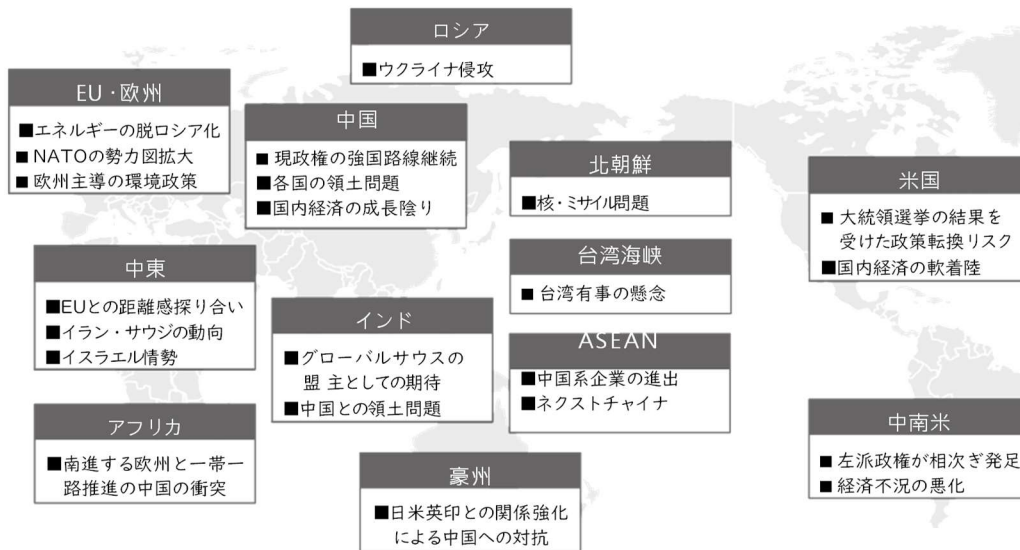 ロシア
■ウクライナ侵攻
EU・欧州
■エネルギーの脱ロシア化
■ NATOの勢力図拡大
■ 欧州主導の環境政策
中国
■ 現政権の強国路線継続
■各国の領土問題
■国内経済の成長陰り
北朝鮮
■核・ミサイル問題
米国
■ 大統領選挙の結果を
受けた政策転換リスク
■国内経済の軟着陸
中東
■EUとの距離感探り合い
■イラン・サウジの動向
■イスラエル情勢
台湾海峡
■ 台湾有事の懸念
インド
■グローバルサウスの
盟 主としての期待
■中国との領土問題
ASEAN
■中国系企業の進出
■ネクストチャイナ
アフリカ
■南進する欧州と一帯一
路推進の中国の衝突
中南米
■ 左派政権が相次ぎ発足
■ 経済不況の悪化
豪州
■日米英印との関係強化
による中国への対抗